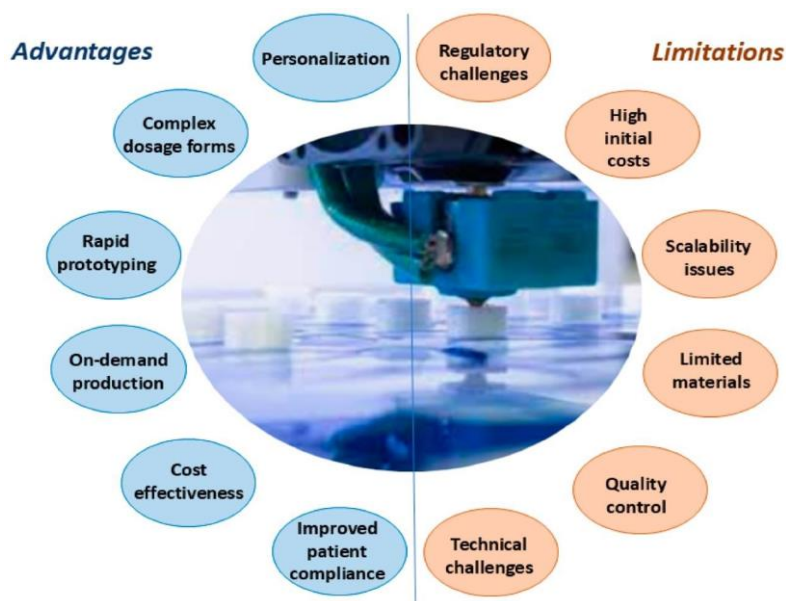 Advantages
Personalization
Complex
dosage forms
Rapid
prototyping
On-demand
production
Cost
effectiveness
Improved
patient
compliance
Limitations
Regulatory
challenges
High
initial
costs
Scalability
issues
Limited
materials
Quality
control
Technical
challenges